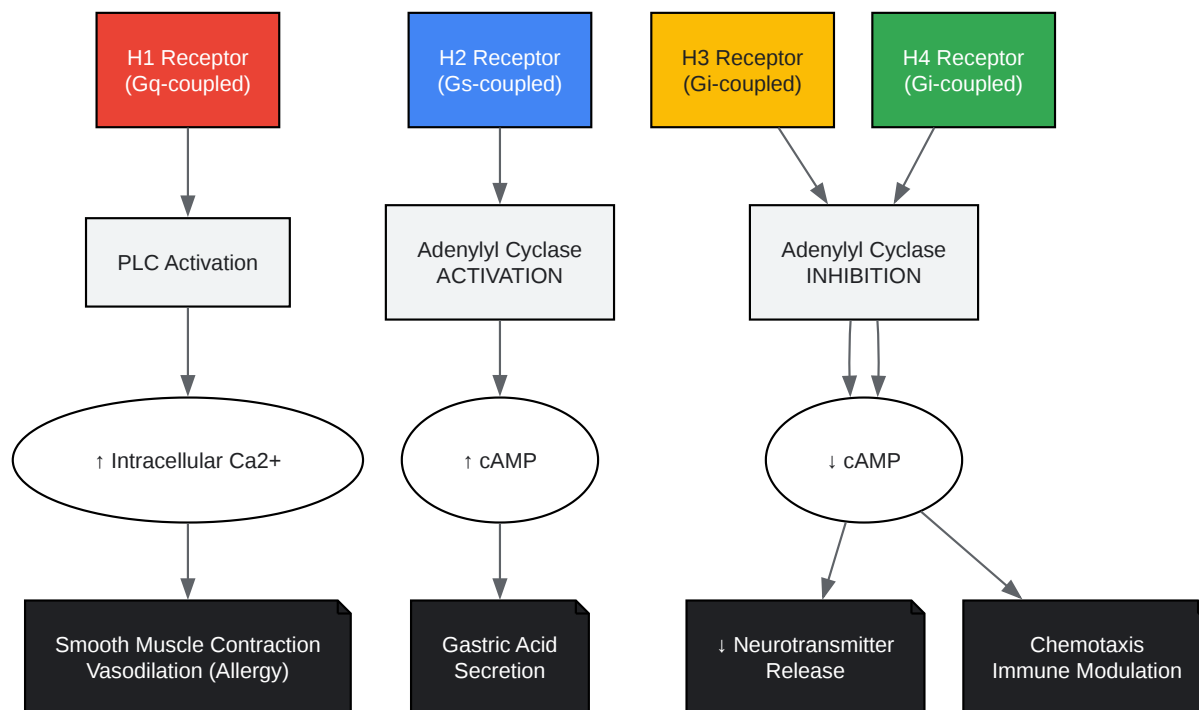 H1 Receptor
(Gq-coupled)
H2 Receptor
(Gs-coupled)
H3 Receptor
(Gi-coupled)
H4 Receptor
(Gi-coupled)
PLC Activation
Adenylyl Cyclase
ACTIVATION
Adenylyl Cyclase
INHIBITION
↑ Intracellular Ca2+
↑ cAMP
↓ cAMP
Smooth Muscle Contraction
Vasodilation (Allergy)
Gastric Acid
Secretion
↓ Neurotransmitter
Release
Chemotaxis
Immune Modulation